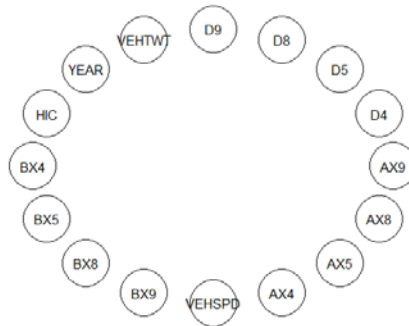 D9
VEHTWT
D8
YEAR
D5
HIC
D4
BX4
AX9
BX5
AX8
BX8
AX5
BX9
AX4
VEHSPD